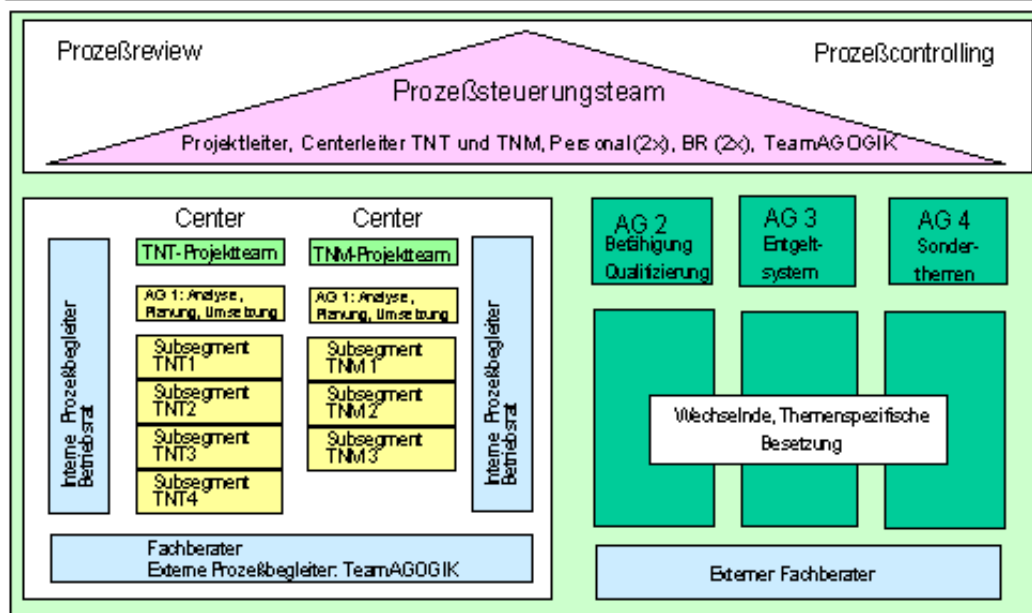 Prozeßreview
Prozeßcontrolling
Prozeßsteuerungsteam
Projektleiter, Centerleiter TNT und TNM, Personal (2x), BR (2x), TeamAGOGIK
Center
TNT-Projektteam
AG 1: Analyse,
Planung, Umsetzung
Subsegment
TNT1
Subsegment
TNT2
Subsegment
TNT3
Subsegment
TNT4
Center
TNM-Projektteam
AG 1: Analyse,
Planung, Umsetzung
Subsegment
TNM1
Subsegment
TNM2
Subsegment
TNM3
Interne Prozeßbegleiter
Betriebsrat
Interne Prozeßbegleiter
Betriebsrat
Fachberater
Externe Prozeßbegleiter: TeamAGOGIK
AG 2
Befähigung
Qualifizierung
AG 3
Entgelt-
system
AG 4
Sonder-
themen
Wechselnde, Themenspezifische
Besetzung
Externer Fachberater